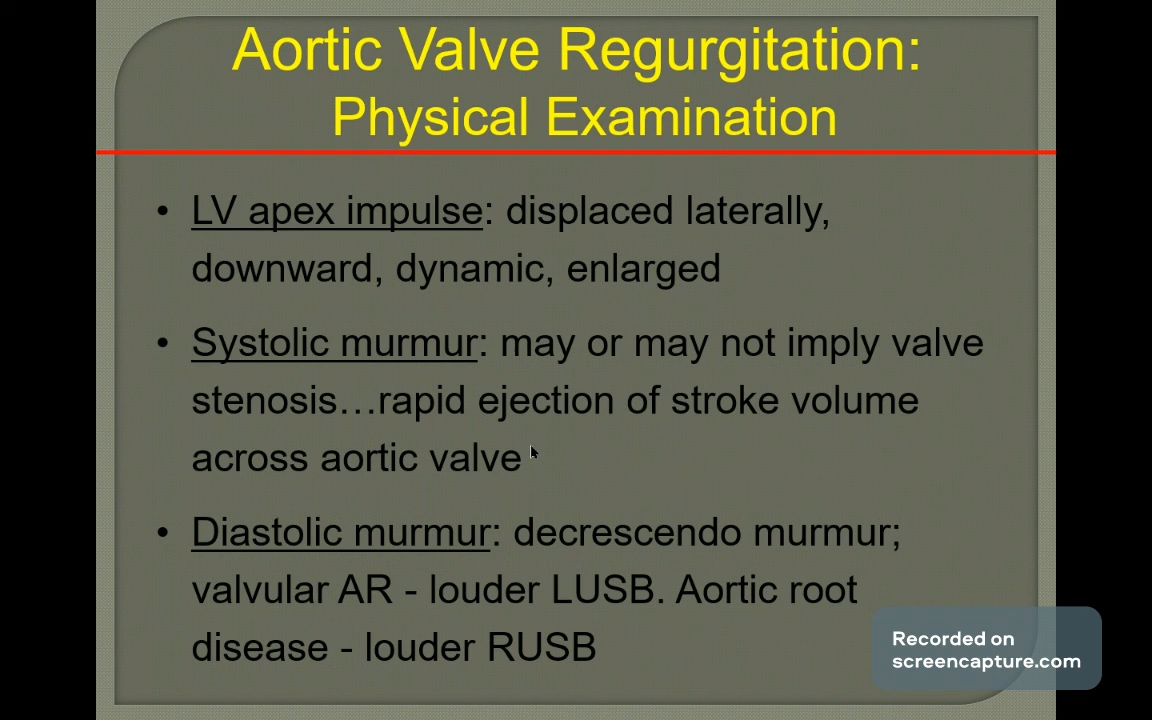 Aortic Valve Regurgitation:
Physical Examination
• LV apex impulse: displaced laterally,
downward, dynamic, enlarged
• Systolic murmur: may or may not imply valve
stenosis…rapid ejection of stroke volume
across aortic valve
• Diastolic murmur: decrescendo murmur;
valvular AR - louder LUSB. Aortic root
disease - louder RUSB
Recorded on
screencapture.com